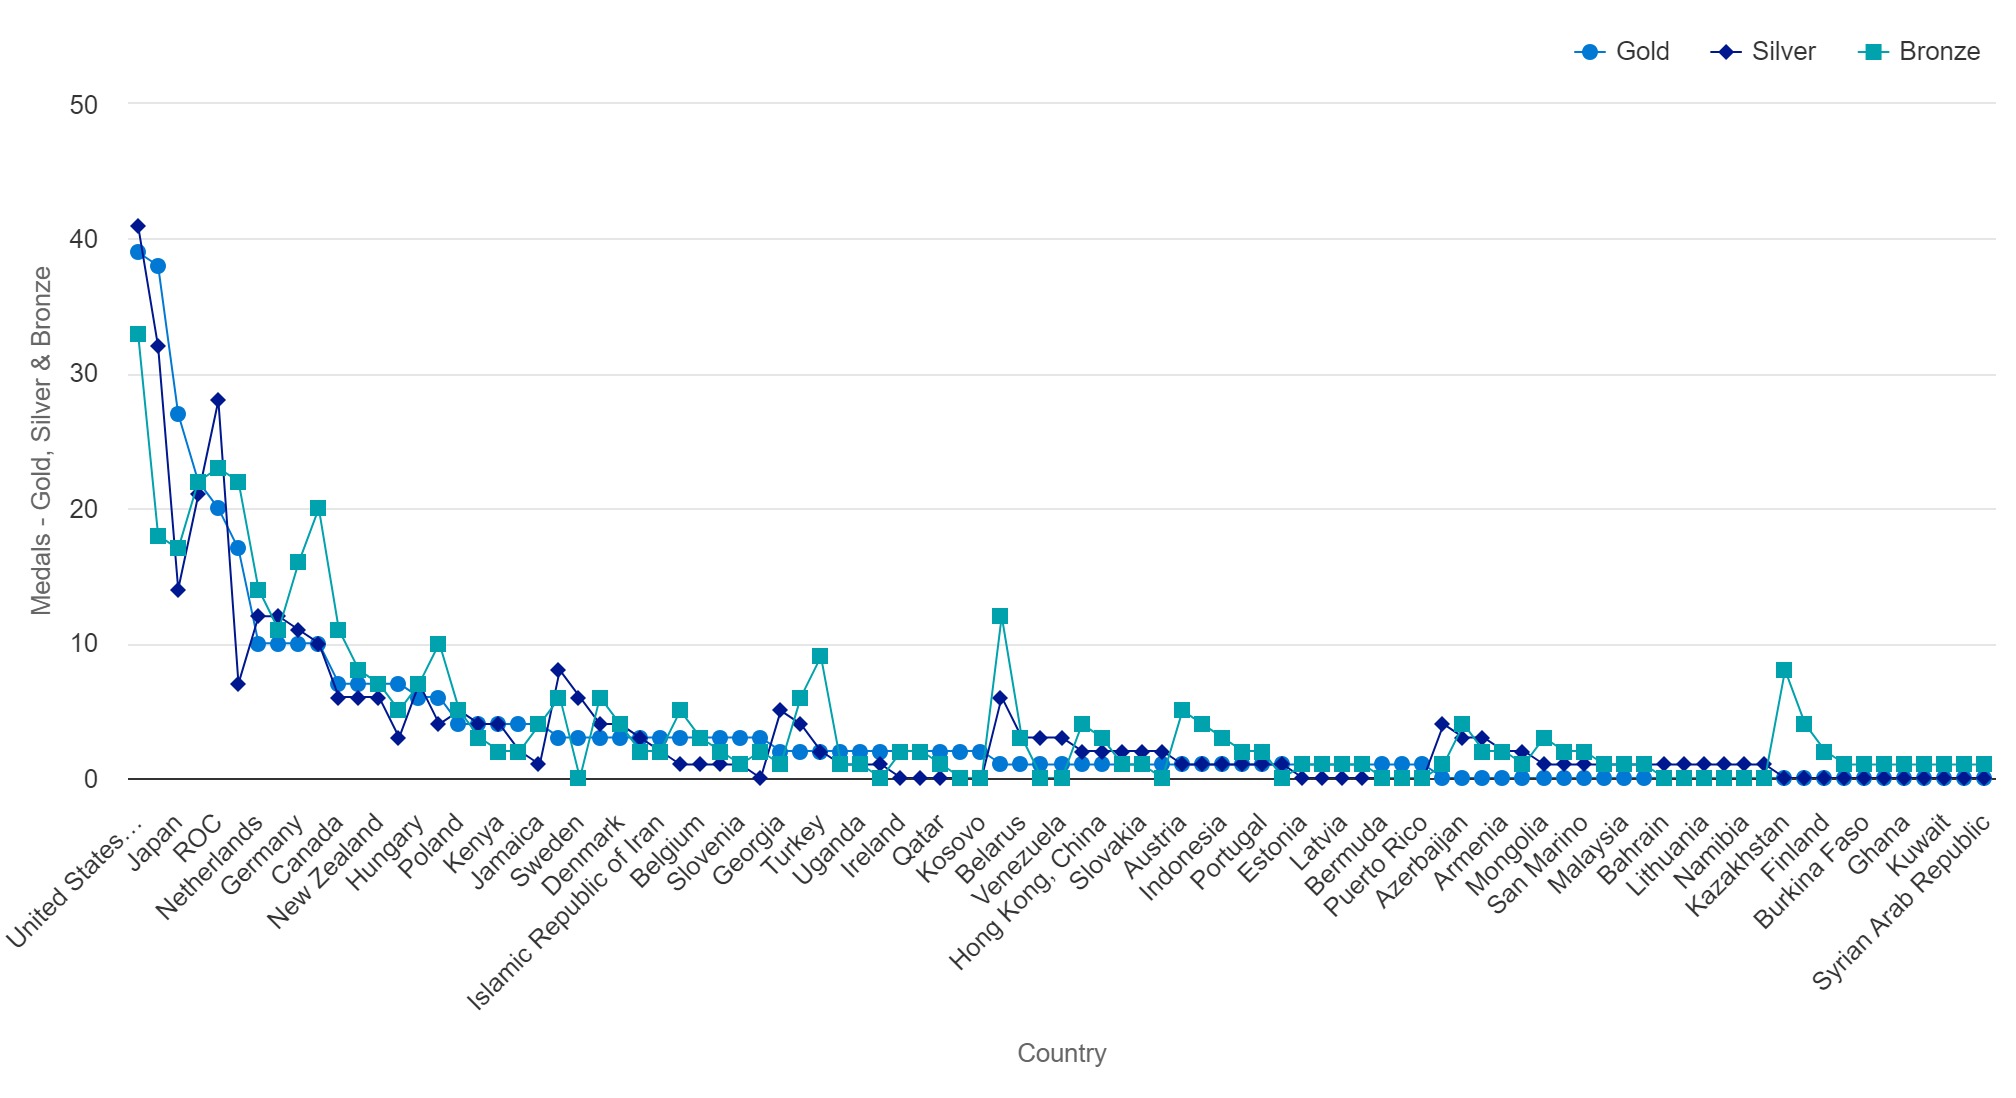 Gold Silver Bronze
50
40
30
20
10
0
Medals - Gold, Silver & Bronze
United States…
Japan
ROC
Netherlands
Germany
Canada
New Zealand
Hungary
Poland
Kenya
Jamaica
Sweden
Denmark
Islamic Republic of Iran
Belgium
Slovenia
Georgia
Turkey
Uganda
Ireland
Qatar
Kosovo
Belarus
Venezuela
Hong Kong, China
Slovakia
Austria
Indonesia
Portugal
Estonia
Latvia
Bermuda
Puerto Rico
Azerbaijan
Armenia
Mongolia
San Marino
Malaysia
Bahrain
Lithuania
Namibia
Kazakhstan
Finland
Burkina Faso
Ghana
Kuwait
Syrian Arab Republic
Country